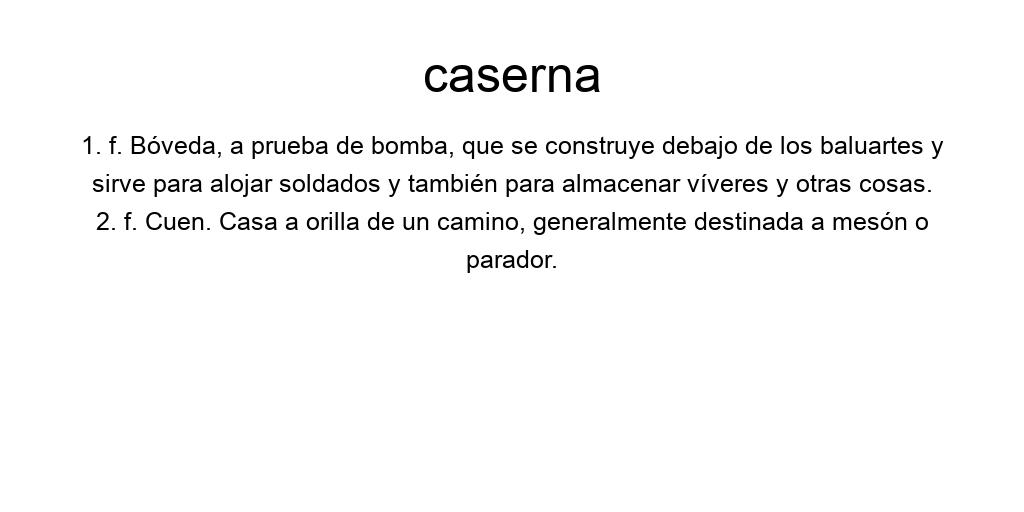 caserna
1. f. Bóveda, a prueba de bomba, que se construye debajo de los baluartes y
sirve para alojar soldados y también para almacenar víveres y otras cosas.
2. f. Cuen. Casa a orilla de un camino, generalmente destinada a mesón o
parador.